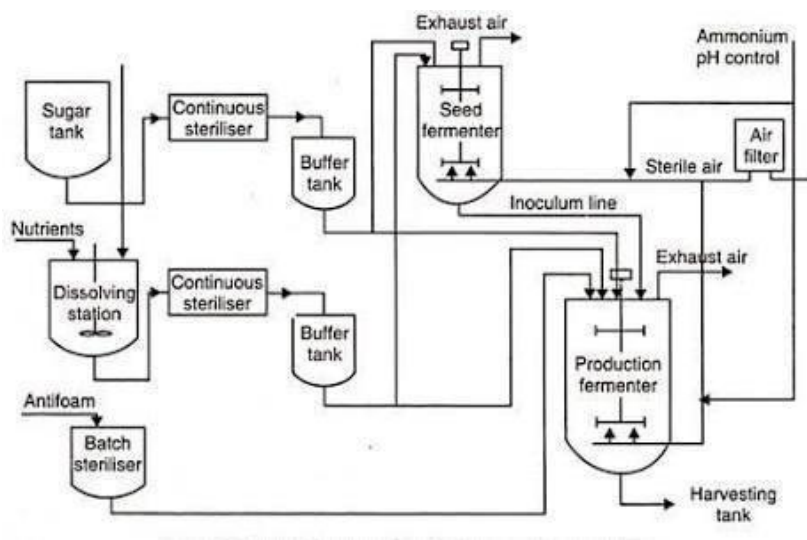 Exhaust air
Ammonium
pH control
Sugar
tank
Continuous
steriliser
Seed
fermenter
Air
filter
Buffer
tank
Sterile air
Inoculum line
Nutrients
Exhaust air
Dissolving
station
Continuous
steriliser
Buffer
tank
Production
fermenter
Antifoam
Batch
steriliser
Harvesting
tank